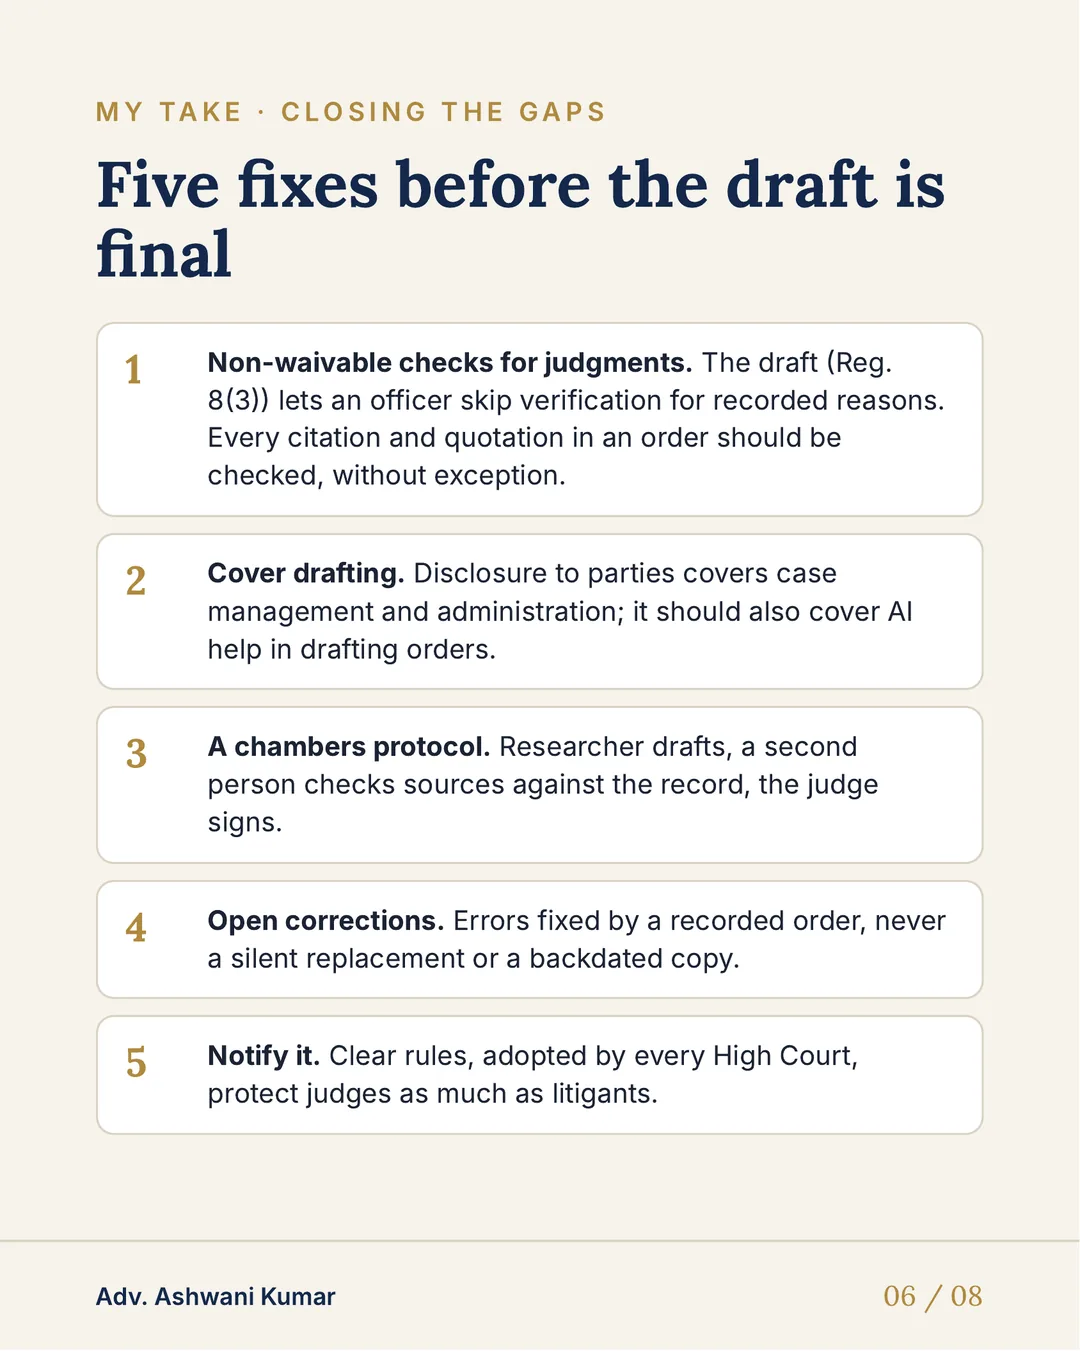 MY TAKE · CLOSING THE GAPS
Five fixes before the draft is
final
1
Non-waivable checks for judgments. The draft (Reg.
8(3)) lets an officer skip verification for recorded reasons.
Every citation and quotation in an order should be
checked, without exception.
2
Cover drafting. Disclosure to parties covers case
management and administration; it should also cover AI
help in drafting orders.
3
A chambers protocol. Researcher drafts, a second
person checks sources against the record, the judge
signs.
4
Open corrections. Errors fixed by a recorded order, never
a silent replacement or a backdated copy.
5
Notify it. Clear rules, adopted by every High Court,
protect judges as much as litigants.
Adv. Ashwani Kumar
06 / 08